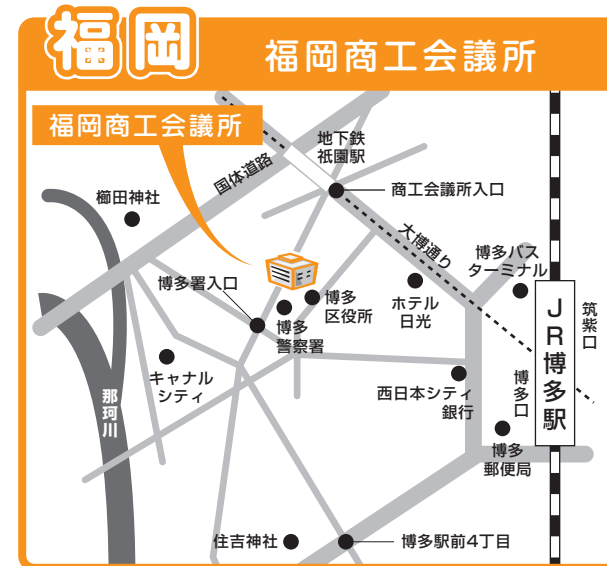 福岡
福岡商工会議所
福岡商工会議所
地下鉄
祇園駅
国体道路
商工会議所入口
櫛田神社
大博通り
博多バス
ターミナル
博多署入口
博多
区役所
ホテル
日光
博多
警察署
筑紫口
JR博多駅
キャナル
シティ
西日本シティ
銀行
博多口
那珂川
博多
郵便局
住吉神社
博多駅前4丁目